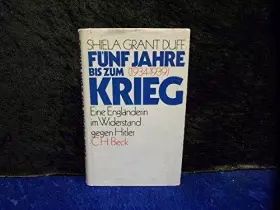 SHIELA GRANT DUFF
FÜNF JAHRE
BIS ZUM (1934-1939)
KRIEG
Eine Engländerin
im Widerstand
gegen Hitler
C.H.Beck